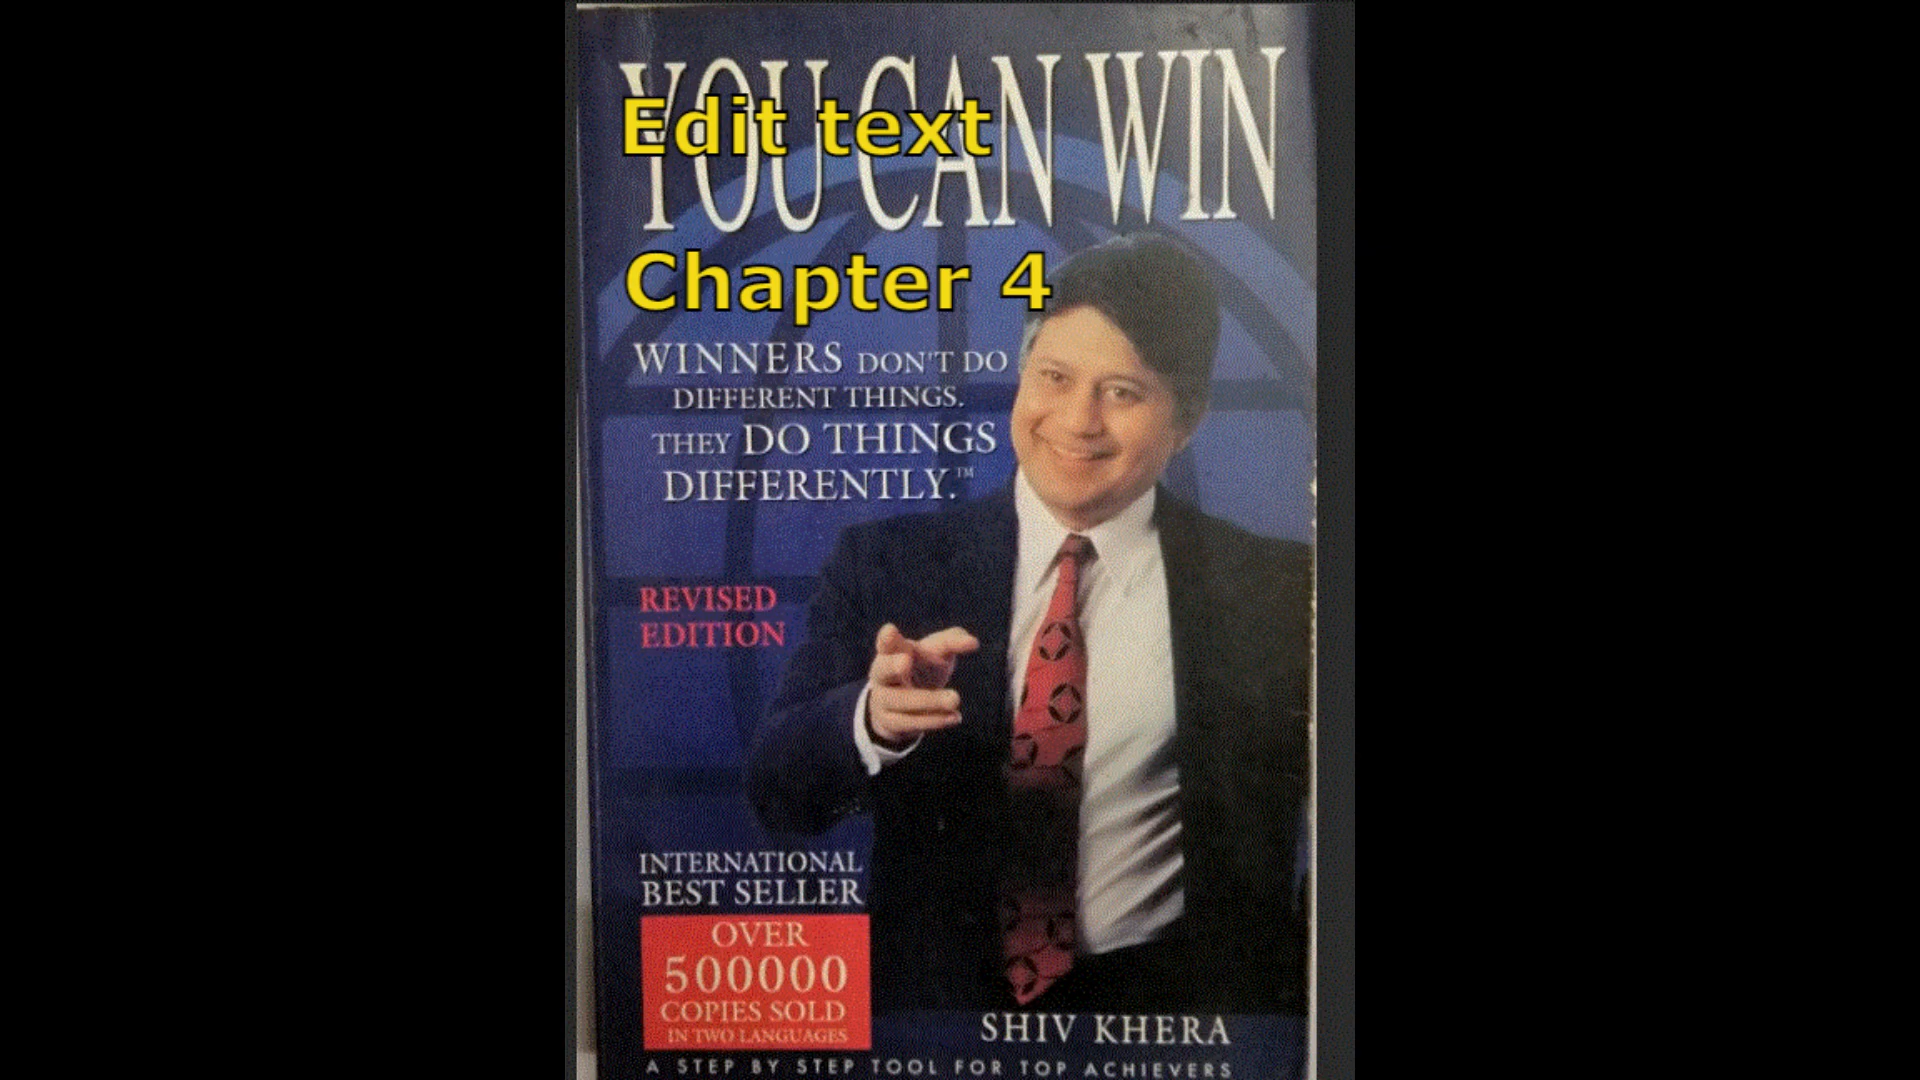 YOU CAN WIN
Edit text
Chapter 4
WINNERS DON'T DO
DIFFERENT THINGS.
THEY DO THINGS
DIFFERENTLY.™
REVISED
EDITION
INTERNATIONAL
BEST SELLER
OVER
500000
COPIES SOLD
IN TWO LANGUAGES
SHIV KHERA
A STEP BY STEP TOOL FOR TOP ACHIEVERS